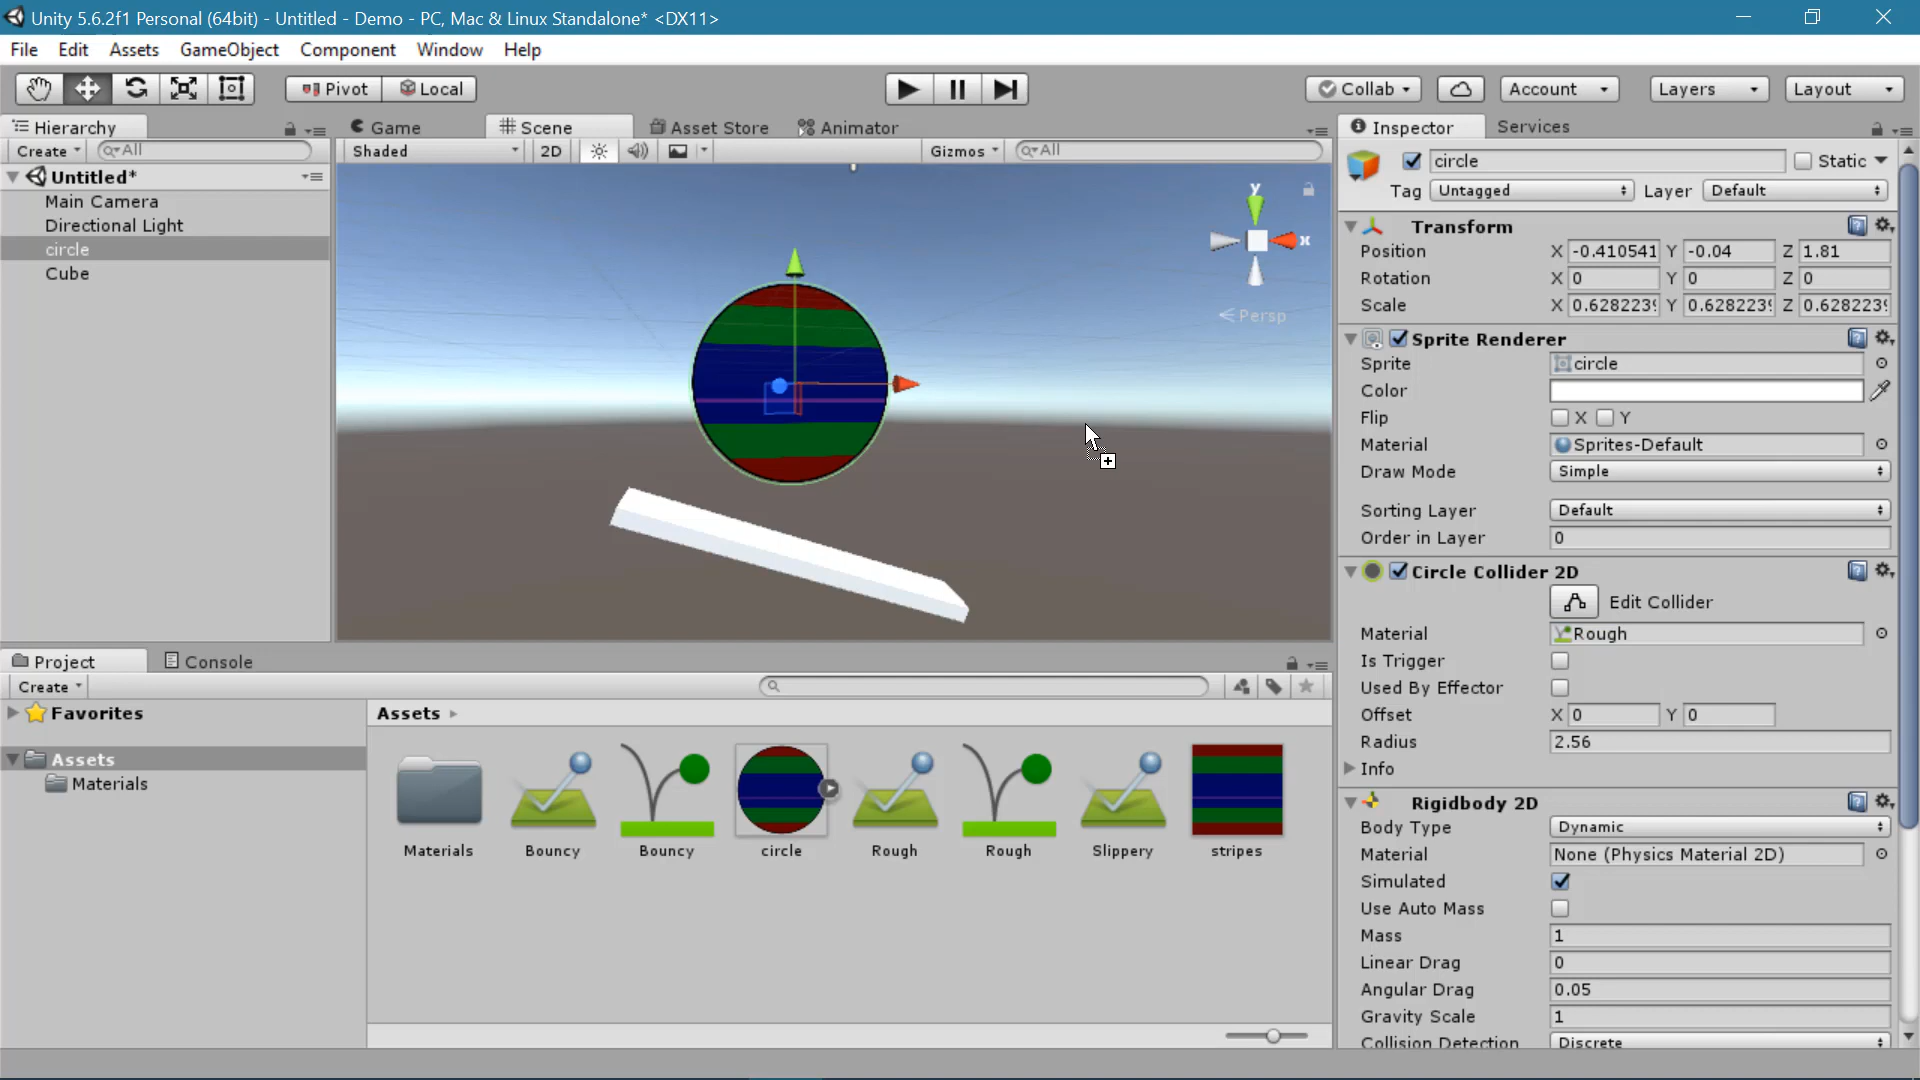 Unity 5.6.2f1 Personal (64bit) - Untitled - Demo - PC, Mac & Linux Standalone* <DX11>
File Edit Assets GameObject Component Window Help
Pivot Local Collab Account Layers Layout
Hierarchy
Create All
Untitled*
Main Camera
Directional Light
circle
Cube
Game Scene Asset Store Animator
Shaded 2D Gizmos All
y
x
Persp
Inspector Services
circle Static
Tag Untagged Layer Default
Transform
Position X -0.410541 Y -0.04 Z 1.81
Rotation X 0 Y 0 Z 0
Scale X 0.628223 Y 0.628223 Z 0.628223
Sprite Renderer
Sprite circle
Color
Flip X Y
Material Sprites-Default
Draw Mode Simple
Sorting Layer Default
Order in Layer 0
Circle Collider 2D
Edit Collider
Material Rough
Is Trigger
Used By Effector
Offset X 0 Y 0
Radius 2.56
Info
Rigidbody 2D
Body Type Dynamic
Material None (Physics Material 2D)
Simulated
Use Auto Mass
Mass 1
Linear Drag 0
Angular Drag 0.05
Gravity Scale 1
Collision Detection Discrete
Project Console
Create
Favorites
Assets
Materials
Assets
Materials Bouncy Bouncy circle Rough Rough Slippery stripes